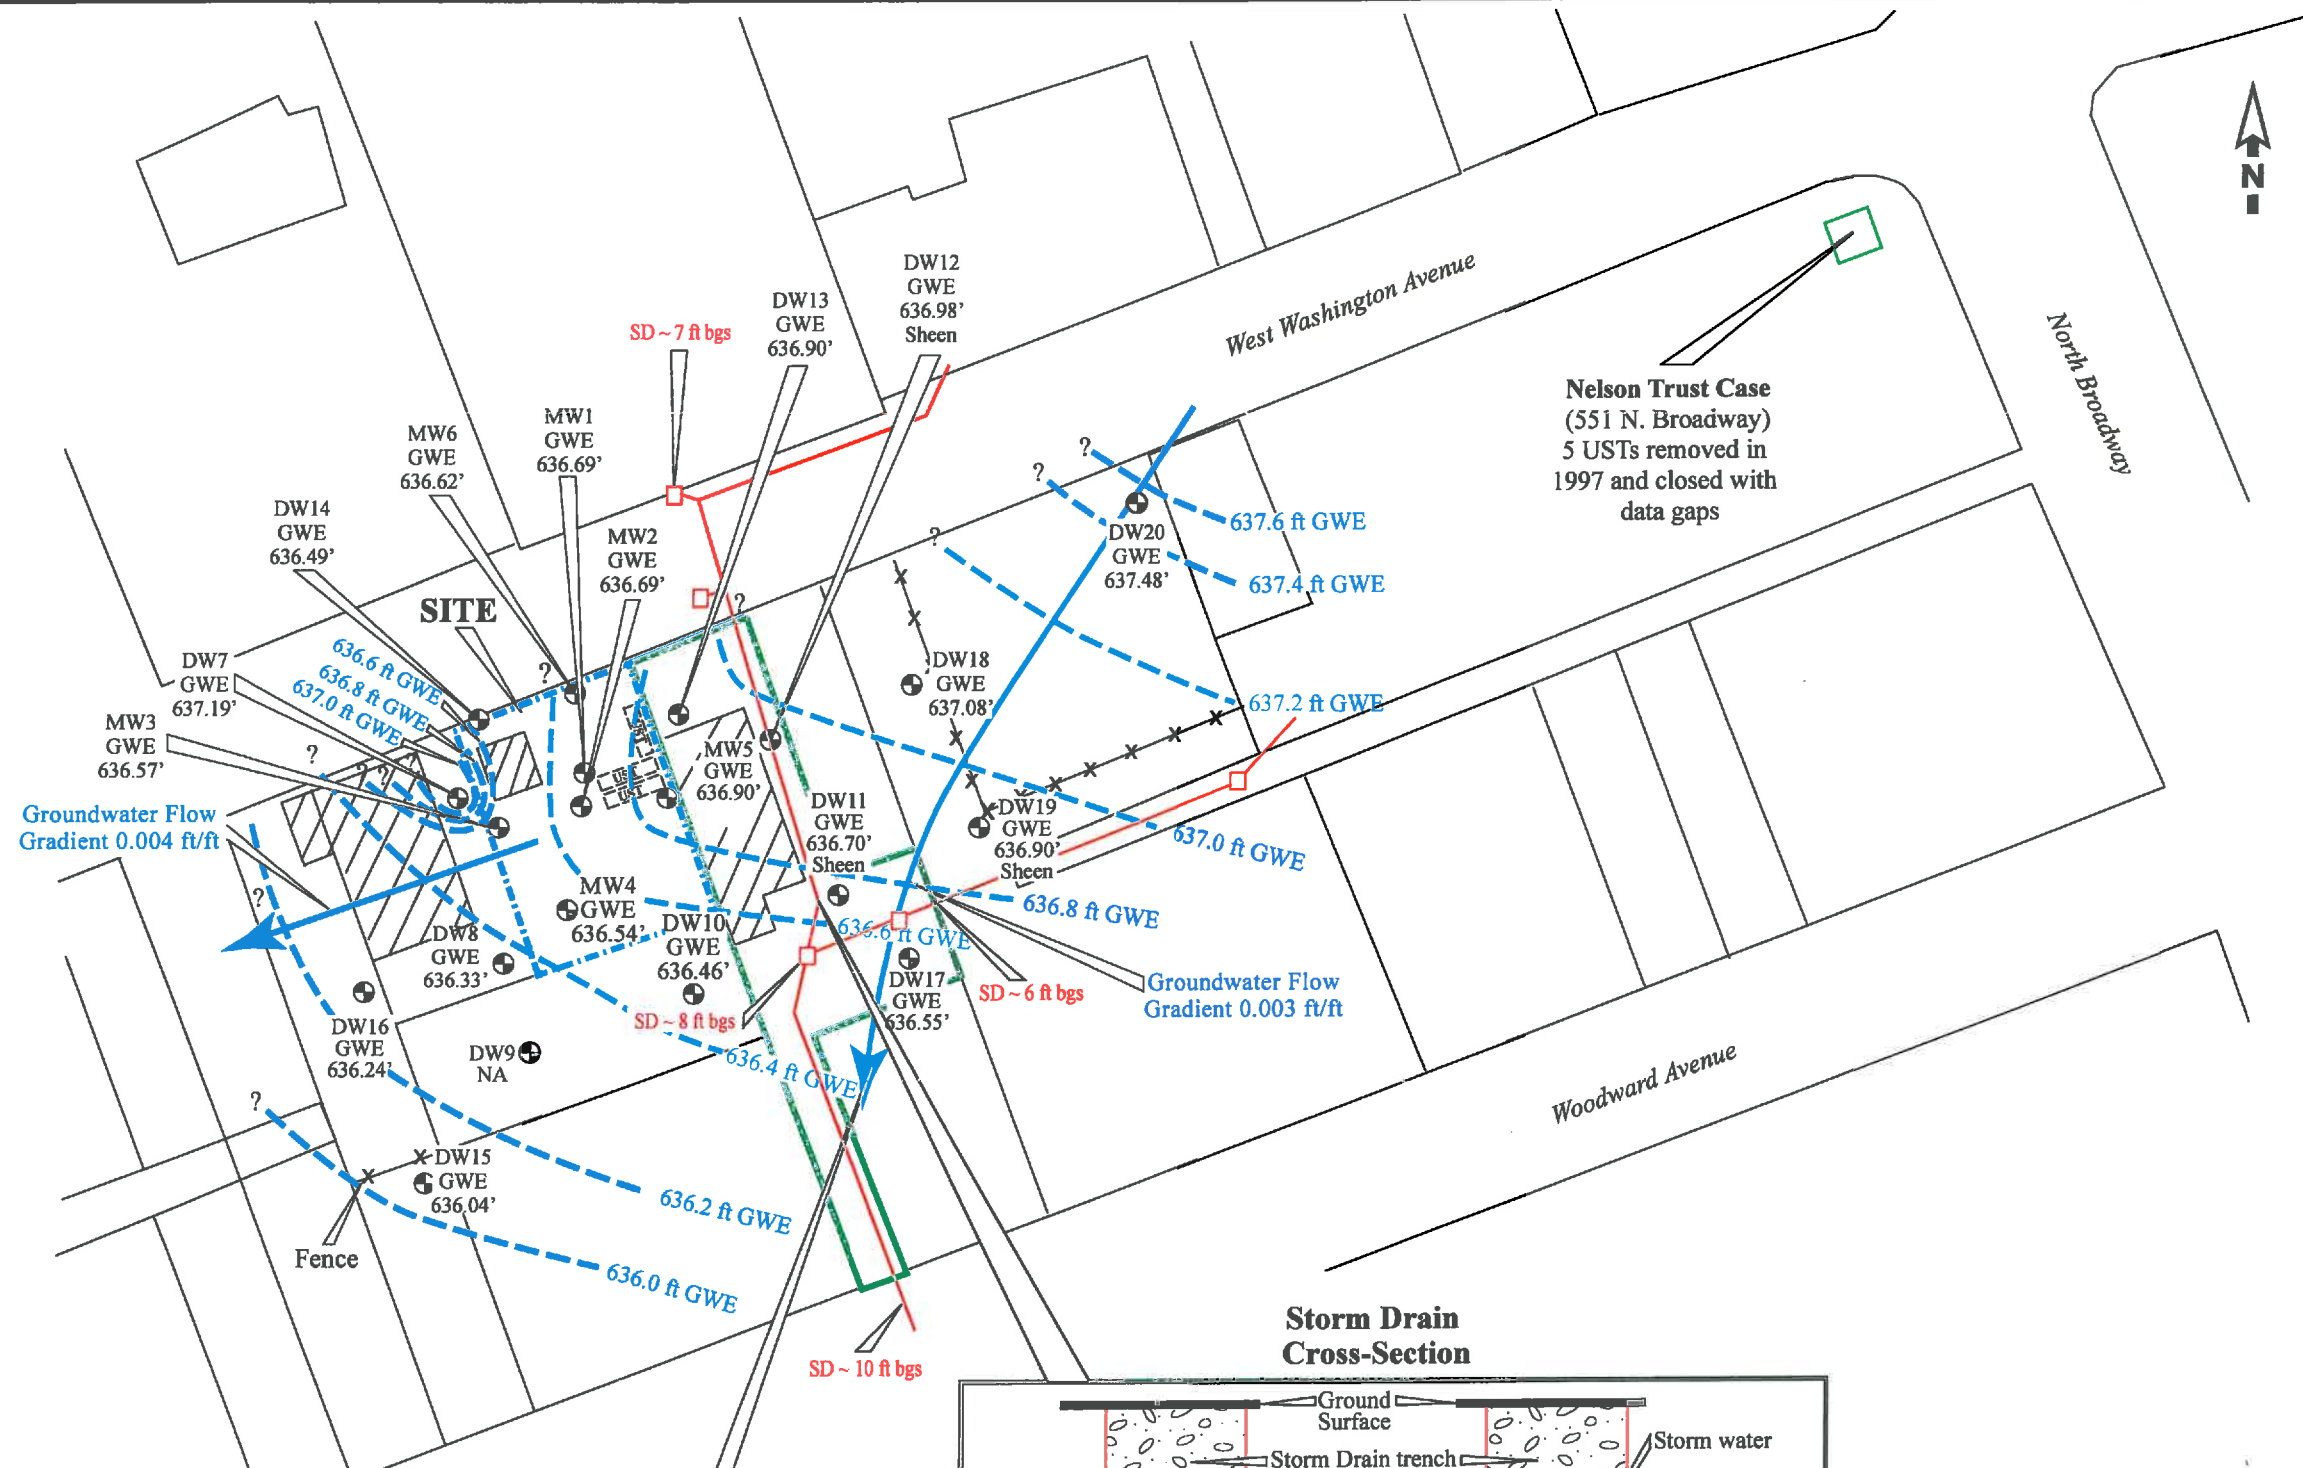 N
West Washington Avenue
North Broadway
Woodward Avenue
Nelson Trust Case
(551 N. Broadway)
5 USTs removed in
1997 and closed with
data gaps
DW12
GWE
636.98'
Sheen
DW13
GWE
636.90'
SD ~ 7 ft bgs
MW1
GWE
636.69'
MW6
GWE
636.62'
DW14
GWE
636.49'
MW2
GWE
636.69'
SITE
DW7
GWE
637.19'
MW3
GWE
636.57'
636.6 ft GWE
636.8 ft GWE
637.0 ft GWE
Groundwater Flow
Gradient 0.004 ft/ft
?
?
?
?
?
?
?
?
?
?
?
UST
UST
UST
DW20
GWE
637.48'
637.6 ft GWE
637.4 ft GWE
637.2 ft GWE
DW18
GWE
637.08'
MW5
GWE
636.90'
DW11
GWE
636.70'
Sheen
DW19
GWE
636.90'
Sheen
637.0 ft GWE
636.8 ft GWE
636.6 ft GWE
MW4
GWE
636.54'
DW10
GWE
636.46'
DW8
GWE
636.33'
DW17
GWE
636.55'
SD ~ 6 ft bgs
SD ~ 8 ft bgs
Groundwater Flow
Gradient 0.003 ft/ft
DW16
GWE
636.24'
DW9
NA
636.4 ft GWE
DW15
GWE
636.04'
636.2 ft GWE
636.0 ft GWE
Fence
SD ~ 10 ft bgs
Storm Drain
Cross-Section
Ground
Surface
Storm water
Storm Drain trench